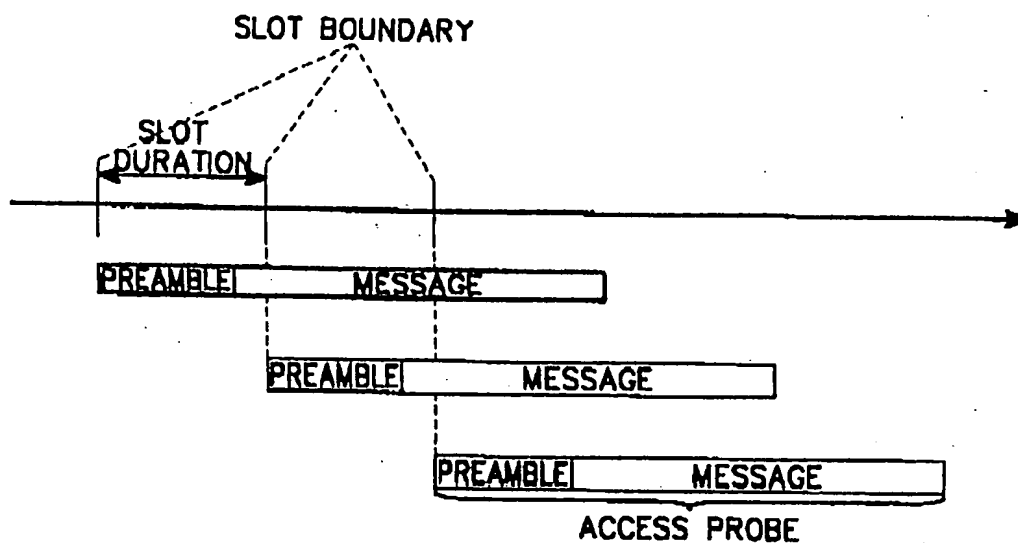 SLOT BOUNDARY
SLOT
DURATION
PREAMBLE MESSAGE
PREAMBLE MESSAGE
PREAMBLE MESSAGE
ACCESS PROBE